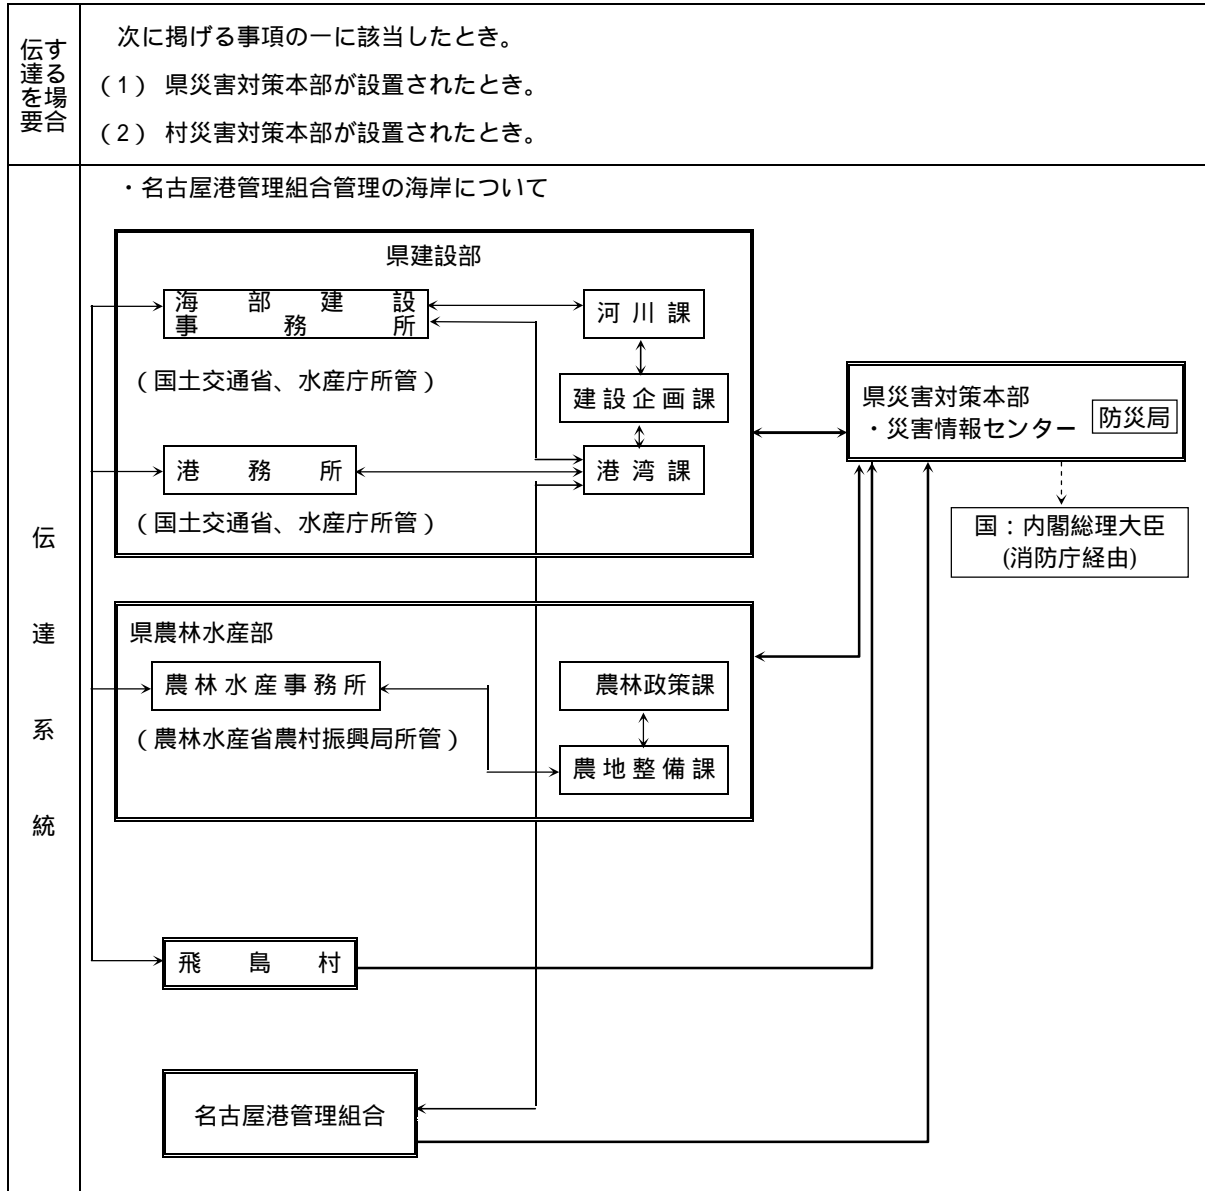 伝達を要
する場合
次に掲げる事項の一に該当したとき。
（1） 県災害対策本部が設置されたとき。
（2） 村災害対策本部が設置されたとき。
伝達系統
・名古屋港管理組合管理の海岸について
県建設部
海部建設
事務所
河川課
（国土交通省、水産庁所管）
建設企画課
港務所
港湾課
（国土交通省、水産庁所管）
県災害対策本部
・災害情報センター
防災局
国：内閣総理大臣
(消防庁経由)
県農林水産部
農林水産事務所
農林政策課
（農林水産省農村振興局所管）
農地整備課
飛島村
名古屋港管理組合